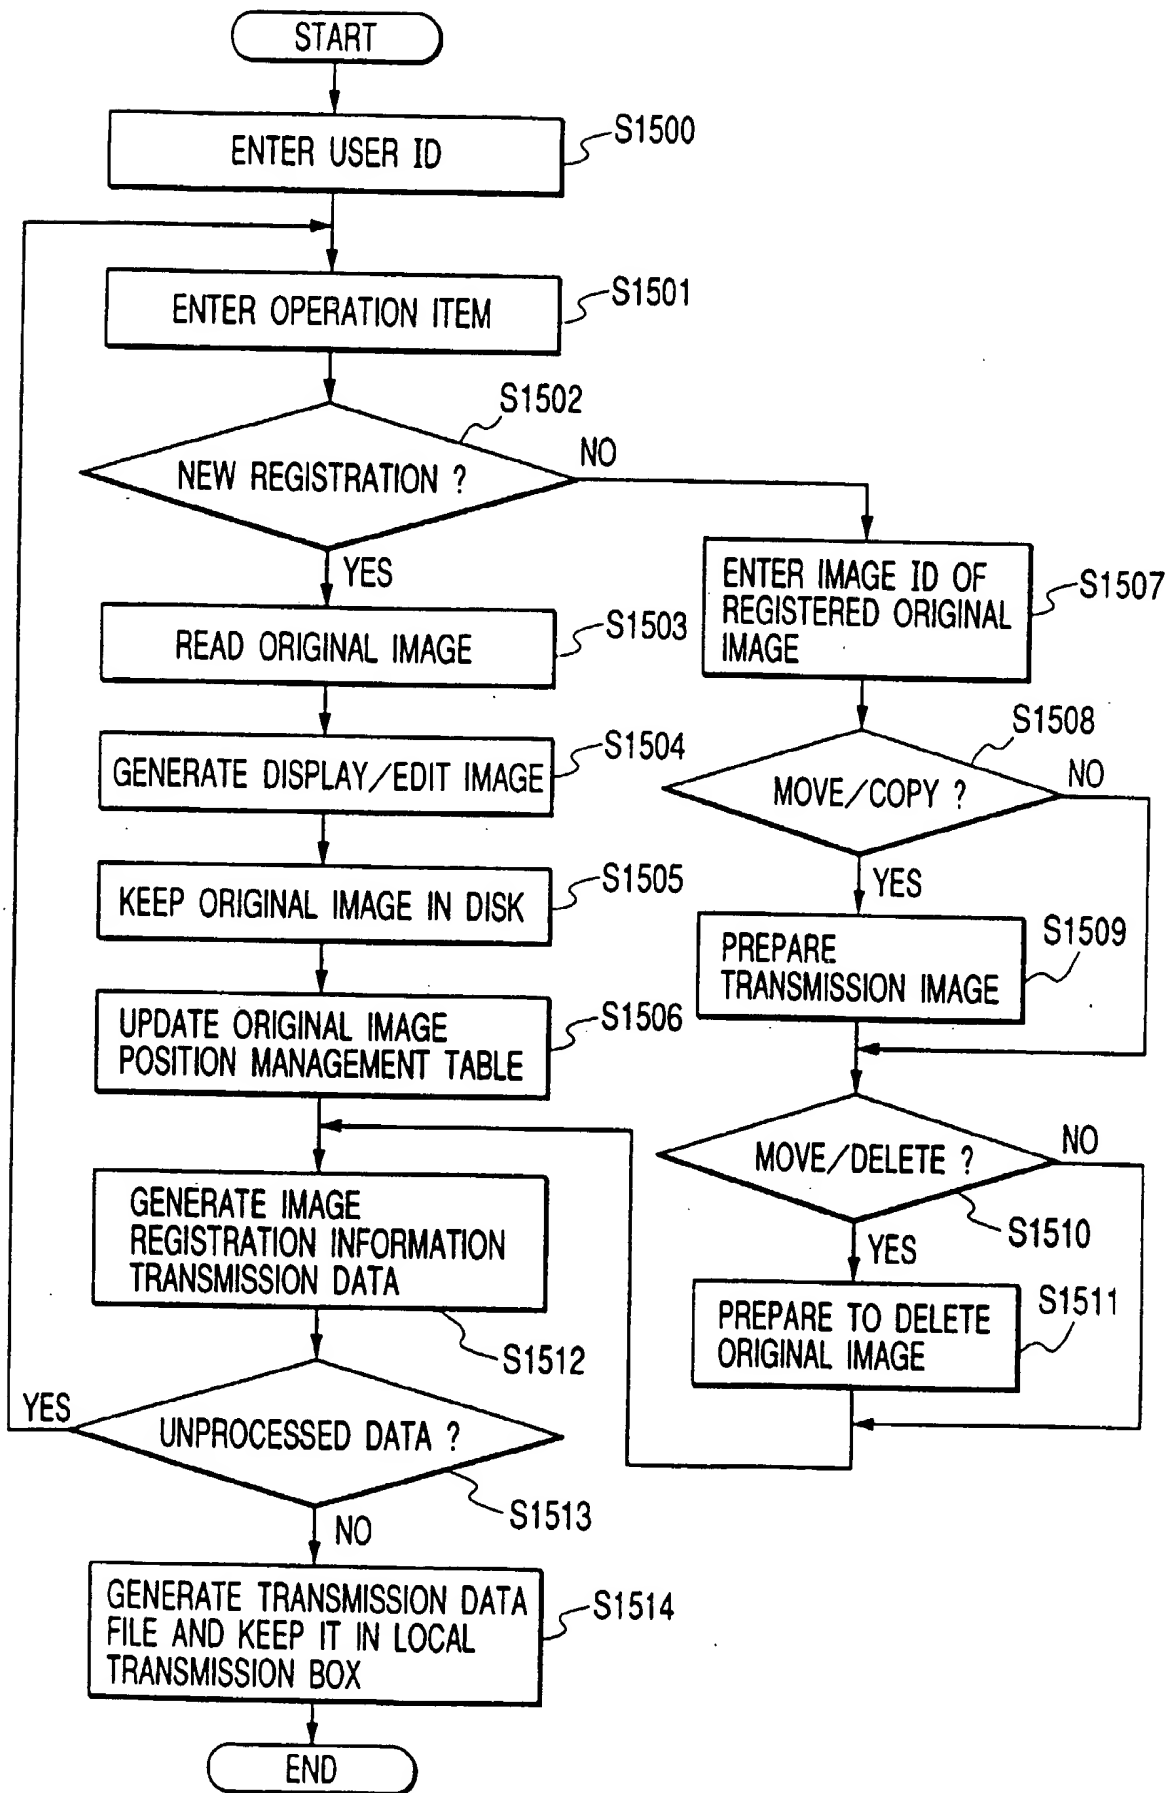 START
ENTER USER ID
S1500
ENTER OPERATION ITEM
S1501
S1502
NEW REGISTRATION ?
NO
YES
READ ORIGINAL IMAGE
S1503
GENERATE DISPLAY/EDIT IMAGE
S1504
KEEP ORIGINAL IMAGE IN DISK
S1505
UPDATE ORIGINAL IMAGE
POSITION MANAGEMENT TABLE
S1506
ENTER IMAGE ID OF
REGISTERED ORIGINAL
IMAGE
S1507
S1508
MOVE/COPY ?
NO
YES
PREPARE
TRANSMISSION IMAGE
S1509
MOVE/DELETE ?
NO
S1510
YES
PREPARE TO DELETE
ORIGINAL IMAGE
S1511
GENERATE IMAGE
REGISTRATION INFORMATION
TRANSMISSION DATA
S1512
YES
UNPROCESSED DATA ?
S1513
NO
GENERATE TRANSMISSION DATA
FILE AND KEEP IT IN LOCAL
TRANSMISSION BOX
S1514
END